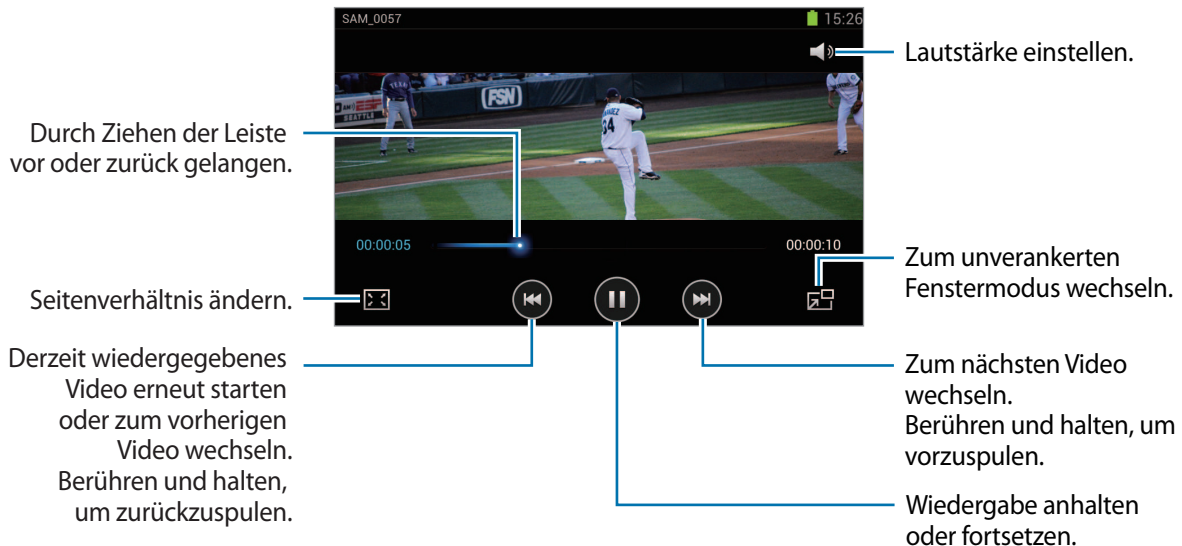 SAM_0057
15:26
Lautstärke einstellen.
FSN
SEATTLE
34
Durch Ziehen der Leiste
vor oder zurück gelangen.
00:00:05
00:00:10
Zum unverankerten
Fenstermodus wechseln.
Seitenverhältnis ändern.
Derzeit wiedergegebenes
Video erneut starten
oder zum vorherigen
Video wechseln.
Berühren und halten,
um zurückzuspulen.
Zum nächsten Video
wechseln.
Berühren und halten, um
vorzuspulen.
Wiedergabe anhalten
oder fortsetzen.